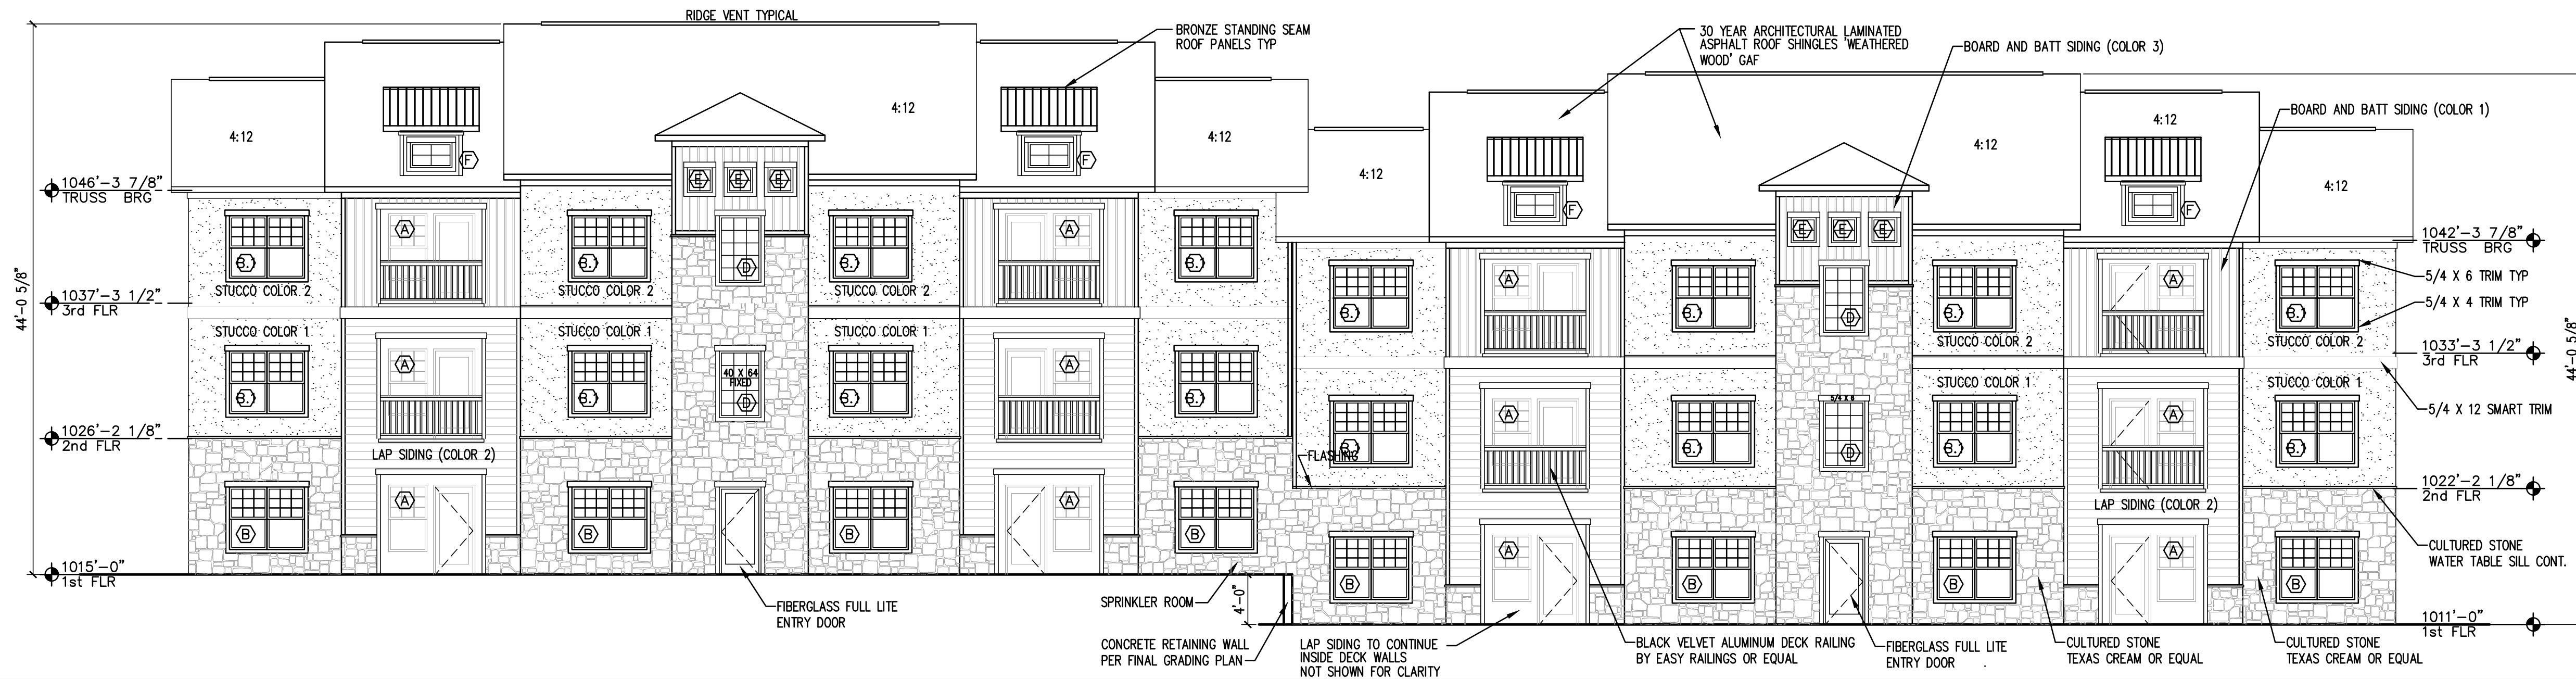 RIDGE VENT TYPICAL
BRONZE STANDING SEAM
ROOF PANELS TYP
30 YEAR ARCHITECTURAL LAMINATED
ASPHALT ROOF SHINGLES 'WEATHERED
WOOD' GAF
BOARD AND BATT SIDING (COLOR 3)
BOARD AND BATT SIDING (COLOR 1)
4:12
4:12
4:12
4:12
4:12
4:12
4:12
F
F
F
F
44'-0 5/8"
1046'-3 7/8"
TRUSS BRG
1037'-3 1/2"
3rd FLR
1026'-2 1/8"
2nd FLR
1015'-0"
1st FLR
E
E
E
E
E
E
A
A
A
A
B.)
B.)
B.)
B.)
B.)
B.)
B.)
B.)
D
D
STUCCO COLOR 2
STUCCO COLOR 2
STUCCO COLOR 2
STUCCO COLOR 2
STUCCO COLOR 2
STUCCO COLOR 1
STUCCO COLOR 1
STUCCO COLOR 1
STUCCO COLOR 1
STUCCO COLOR 1
40 X 64
FIXED
5/4 X 8
D
D
A
A
A
A
B.)
B.)
B.)
B.)
B.)
B.)
B.)
B.)
LAP SIDING (COLOR 2)
LAP SIDING (COLOR 2)
FLASHING
A
A
A
A
B
B
B
B
B
B
B
B
1042'-3 7/8"
TRUSS BRG
5/4 X 6 TRIM TYP
5/4 X 4 TRIM TYP
1033'-3 1/2"
3rd FLR
5/4 X 12 SMART TRIM
1022'-2 1/8"
2nd FLR
CULTURED STONE
WATER TABLE SILL CONT.
1011'-0"
1st FLR
44'-0 5/8"
4'-0"
FIBERGLASS FULL LITE
ENTRY DOOR
SPRINKLER ROOM
CONCRETE RETAINING WALL
PER FINAL GRADING PLAN
LAP SIDING TO CONTINUE
INSIDE DECK WALLS
NOT SHOWN FOR CLARITY
BLACK VELVET ALUMINUM DECK RAILING
BY EASY RAILINGS OR EQUAL
FIBERGLASS FULL LITE
ENTRY DOOR
CULTURED STONE
TEXAS CREAM OR EQUAL
CULTURED STONE
TEXAS CREAM OR EQUAL